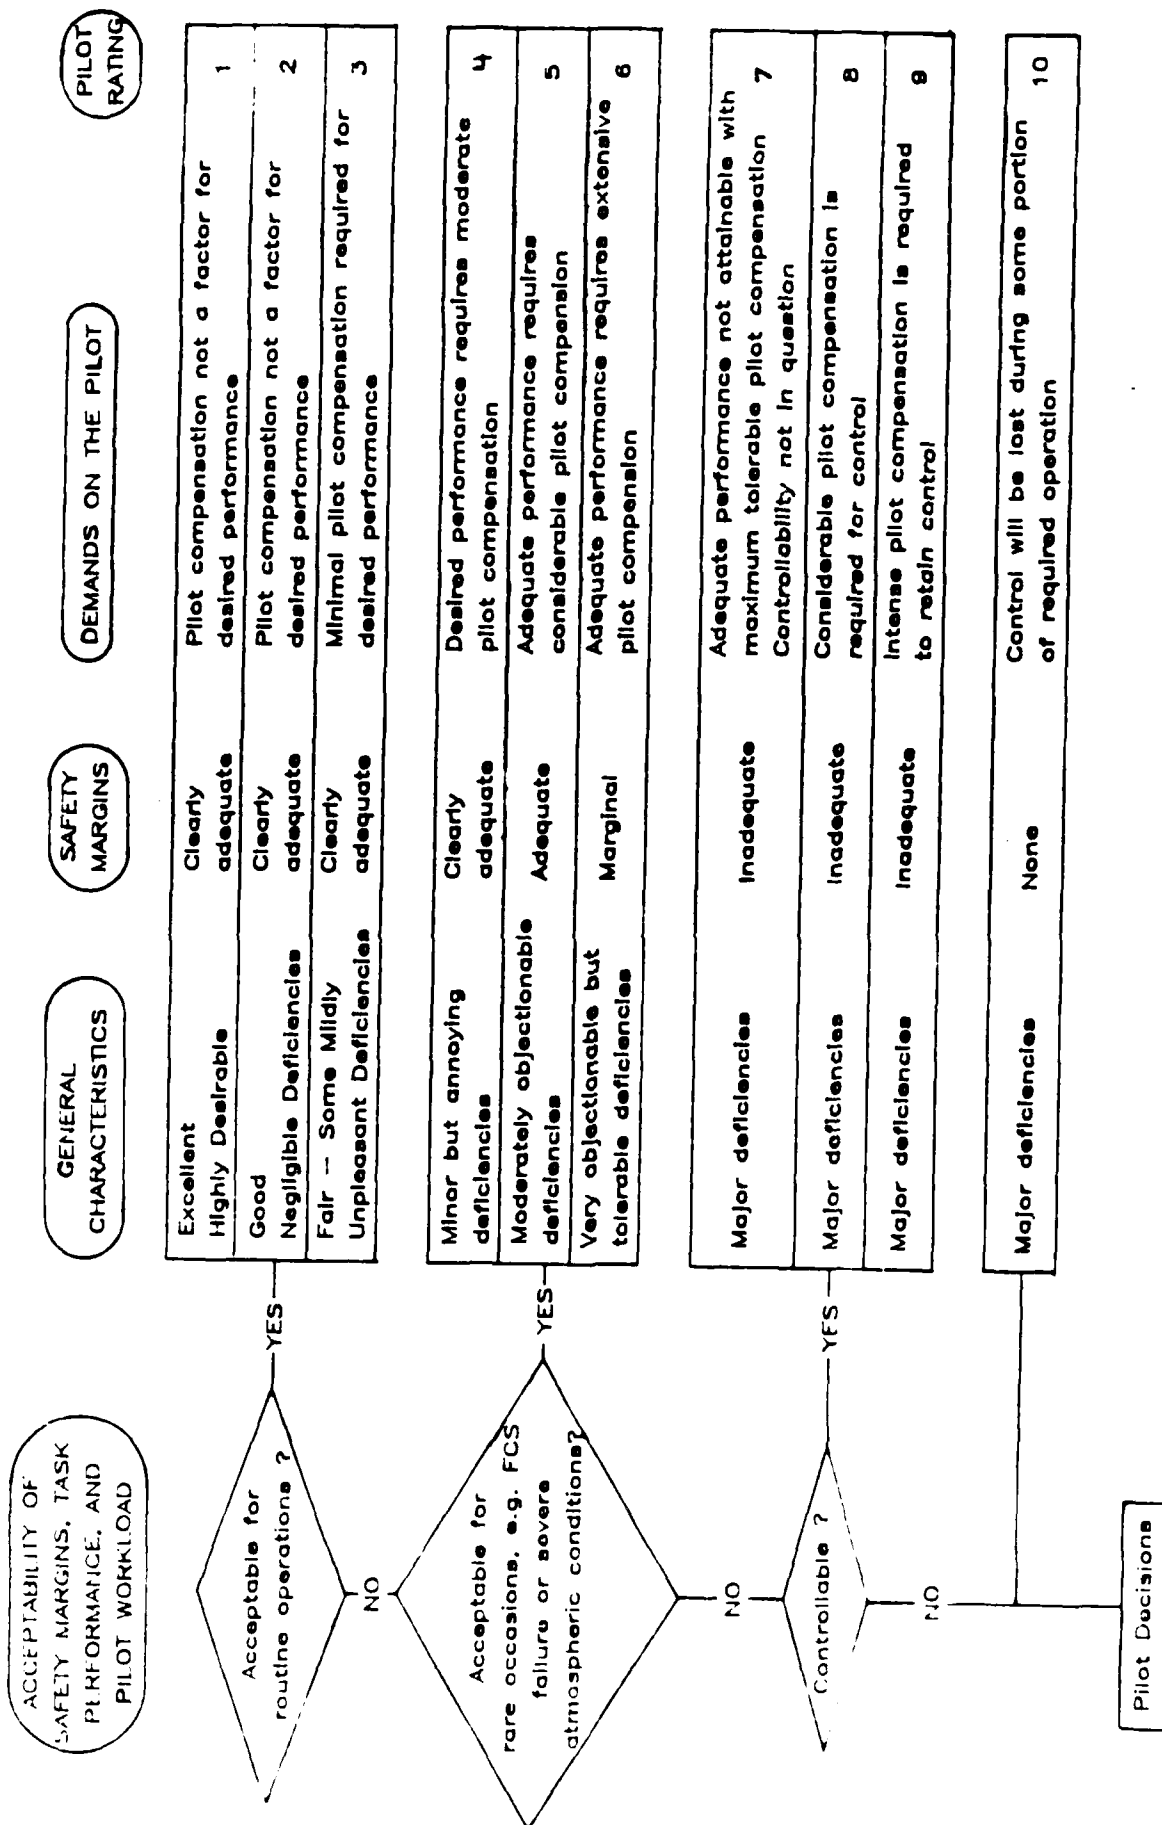 ACCEPTABILITY OF
SAFETY MARGINS, TASK
PERFORMANCE, AND
PILOT WORKLOAD
GENERAL
CHARACTERISTICS
SAFETY
MARGINS
DEMANDS ON THE PILOT
PILOT
RATING
Acceptable for
routine operations ?
YES
NO
Excellent
Highly Desirable
Clearly
adequate
Pilot compensation not a factor for
desired performance
1
Good
Negligible Deficiencies
Clearly
adequate
Pilot compensation not a factor for
desired performance
2
Fair -- Some Mildly
Unpleasant Deficiencies
Clearly
adequate
Minimal pilot compensation required for
desired performance
3
Acceptable for
rare occasions, e.g. FCS
failure or severe
atmospheric conditions?
YES
NO
Minor but annoying
deficiencies
Clearly
adequate
Desired performance requires moderate
pilot compensation
4
Moderately objectionable
deficiencies
Adequate
Adequate performance requires
considerable pilot compension
5
Very objectionable but
tolerable deficiencies
Marginal
Adequate performance requires extensive
pilot compension
6
Controllable ?
YES
NO
Major deficiencies
Inadequate
Adequate performance not attainable with
maximum tolerable pilot compensation
Controllability not in question
7
Major deficiencies
Inadequate
Considerable pilot compensation is
required for control
8
Major deficiencies
Inadequate
Intense pilot compensation is required
to retain control
9
Major deficiencies
None
Control will be lost during some portion
of required operation
10
Pilot Decisions